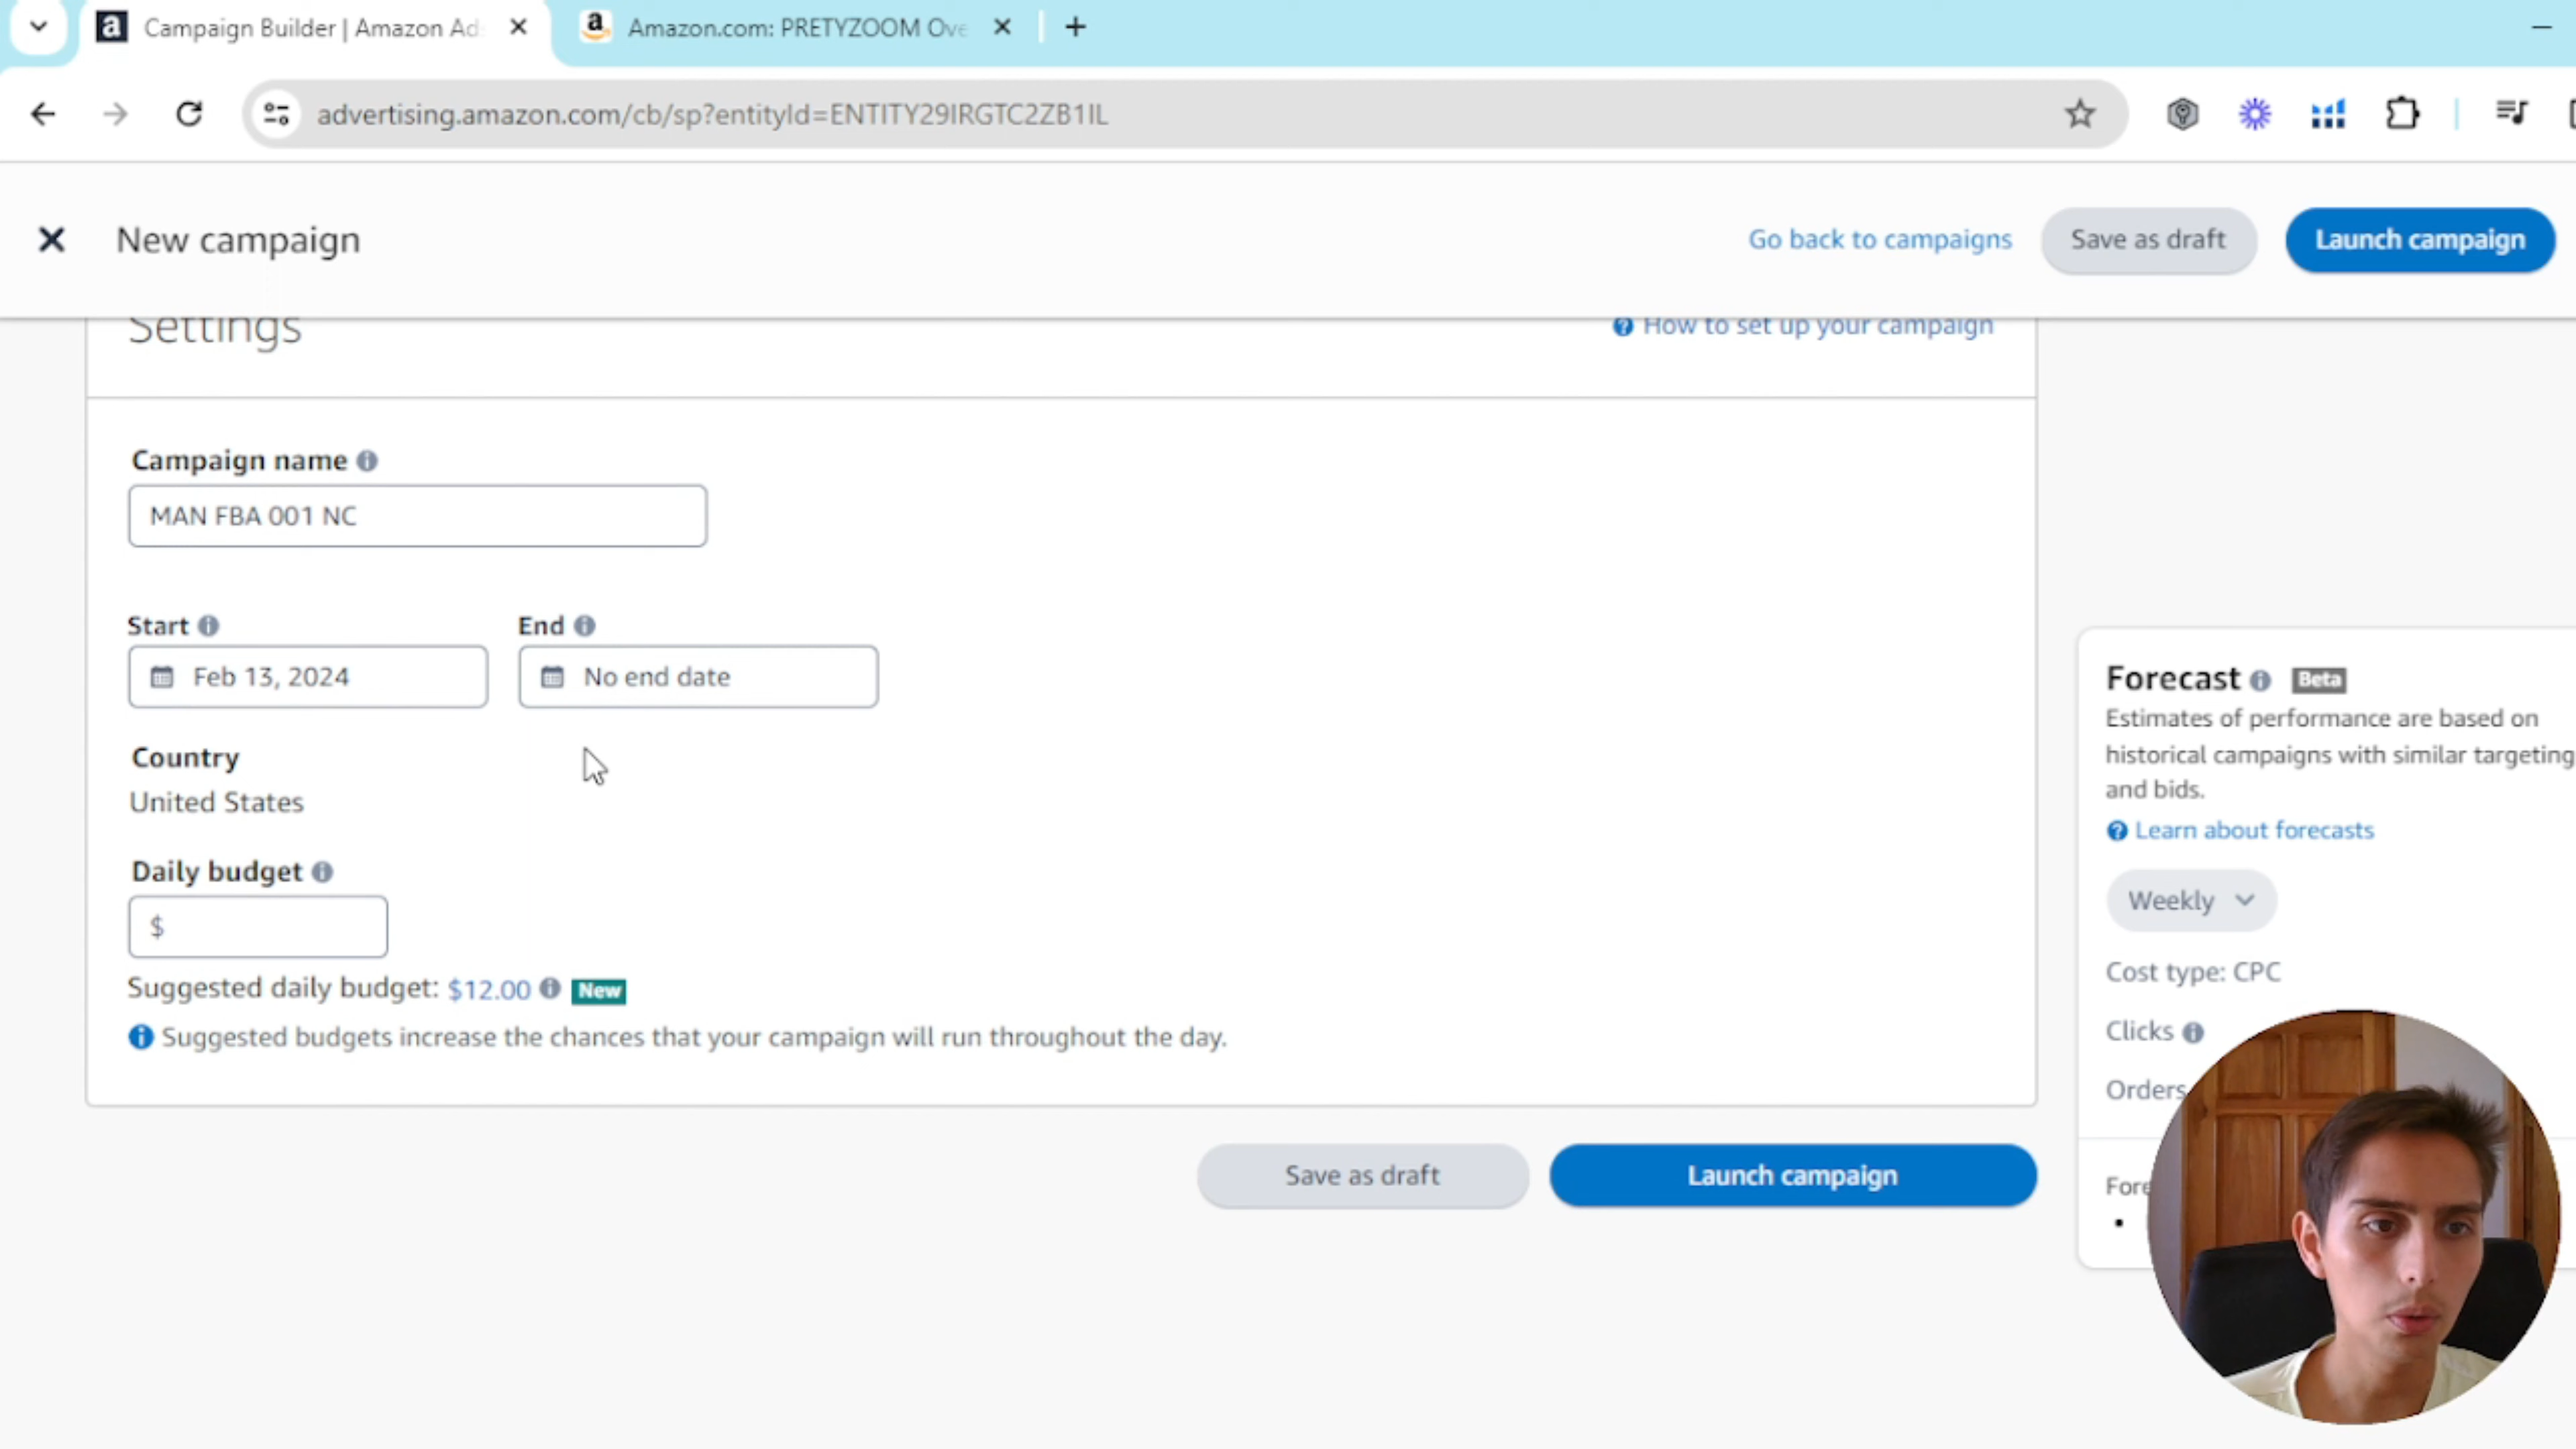 Campaign Builder | Amazon Ads
Amazon.com: PRETYZOOM Ove
advertising.amazon.com/cb/sp?entityId=ENTITY29IRGTC2ZB1IL
New campaign
Go back to campaigns
Save as draft
Launch campaign
Settings
How to set up your campaign
Campaign name
MAN FBA 001 NC
Start
End
Feb 13, 2024
No end date
Country
United States
Daily budget
$
Suggested daily budget: $12.00 New
Suggested budgets increase the chances that your campaign will run throughout the day.
Save as draft
Launch campaign
Forecast Beta
Estimates of performance are based on
historical campaigns with similar targeting
and bids.
Learn about forecasts
Weekly
Cost type: CPC
Clicks
Orders
Fore